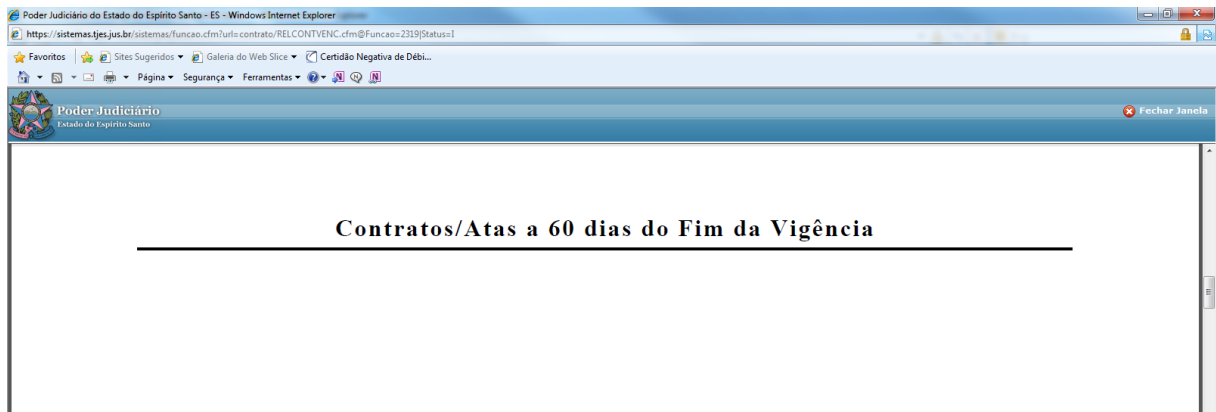 Poder Judiciário do Estado do Espírito Santo - ES - Windows Internet Explorer
https://sistemas.tjes.jus.br/sistemas/funcao.cfm?url=contrato/RELCONTVENC.cfm@Funcao=2319|Status=I
Favoritos Sites Sugeridos Galeria do Web Slice Certidão Negativa de Débi...
Página Segurança Ferramentas
Poder Judiciário
Estado do Espírito Santo
Fechar Janela
Contratos/Atas a 60 dias do Fim da Vigência